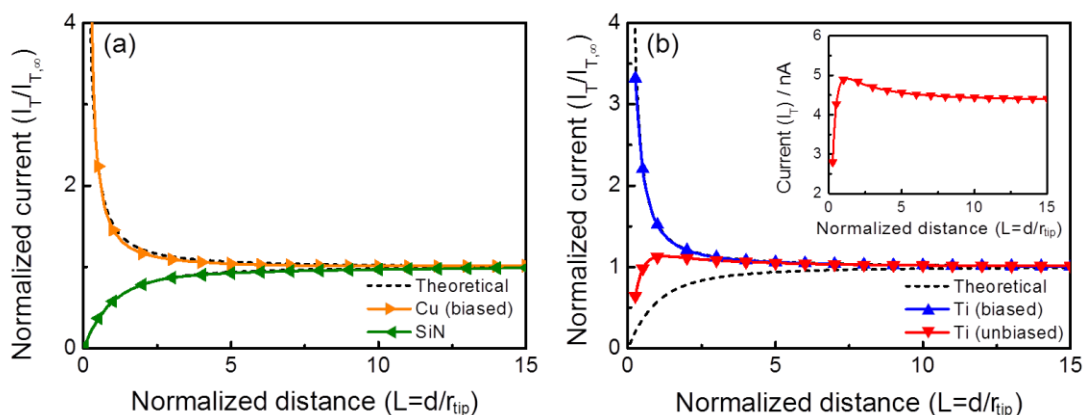 (a)
Normalized current (I_T/I_T,∞)
4
2
0
0
5
10
15
Theoretical
Cu (biased)
SiN
Normalized distance (L=d/r_tip)
(b)
Normalized current (I_T/I_T,∞)
4
3
2
1
0
0
5
10
15
Theoretical
Ti (biased)
Ti (unbiased)
Normalized distance (L=d/r_tip)
Current (I_T) / nA
6
5
4
3
2
0
5
10
15
Normalized distance (L=d/r_tip)